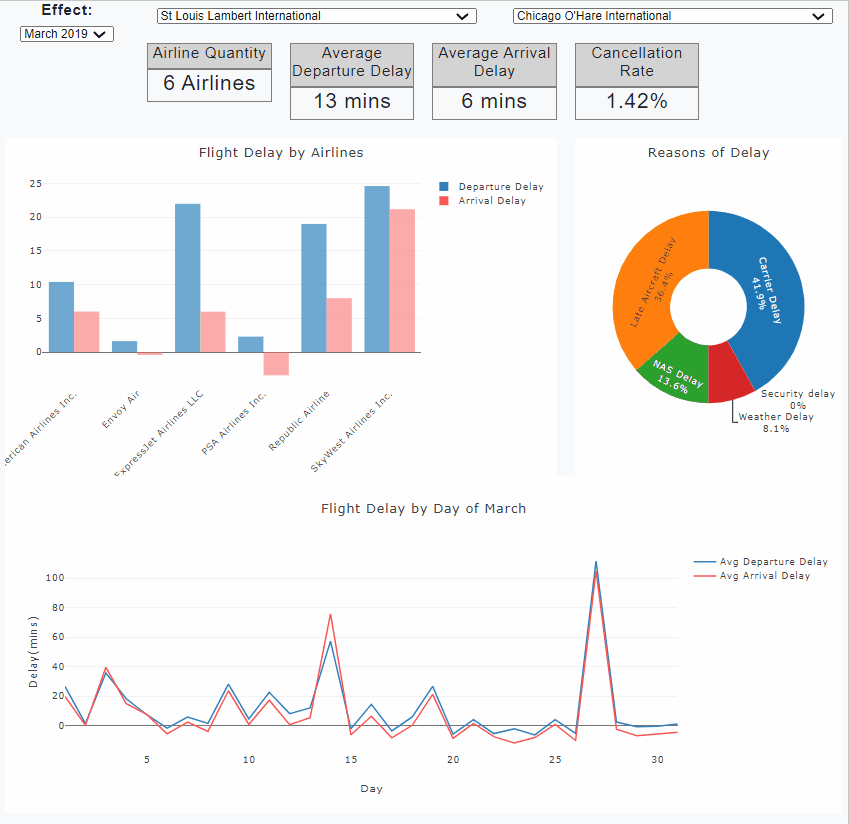 Effect:
March 2019
St Louis Lambert International
Chicago O'Hare International
Airline Quantity
6 Airlines
Average
Departure Delay
13 mins
Average Arrival
Delay
6 mins
Cancellation
Rate
1.42%
Flight Delay by Airlines
25
20
15
10
5
0
Departure Delay
Arrival Delay
erican Airlines Inc.
Envoy Air
ExpressJet Airlines LLC
PSA Airlines Inc.
Republic Airline
SkyWest Airlines Inc.
Reasons of Delay
Carrier Delay
41.9%
Late Aircraft Delay
36.4%
NAS Delay
13.6%
Security delay
0%
Weather Delay
8.1%
Flight Delay by Day of March
Avg Departure Delay
Avg Arrival Delay
Delay(mins)
100
80
60
40
20
0
5
10
15
20
25
30
Day